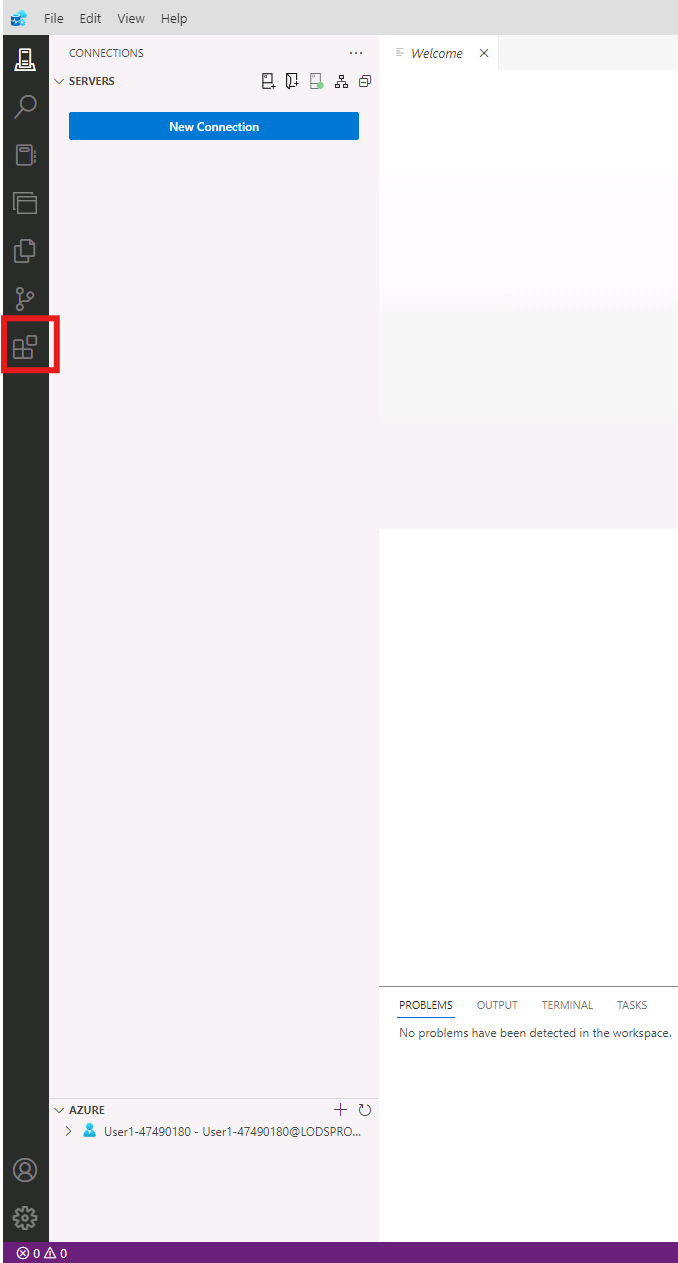 File Edit View Help
CONNECTIONS ...
SERVERS
New Connection
Welcome
PROBLEMS OUTPUT TERMINAL TASKS
No problems have been detected in the workspace.
AZURE
User1-47490180 - User1-47490180@LODSPRO...
0 0